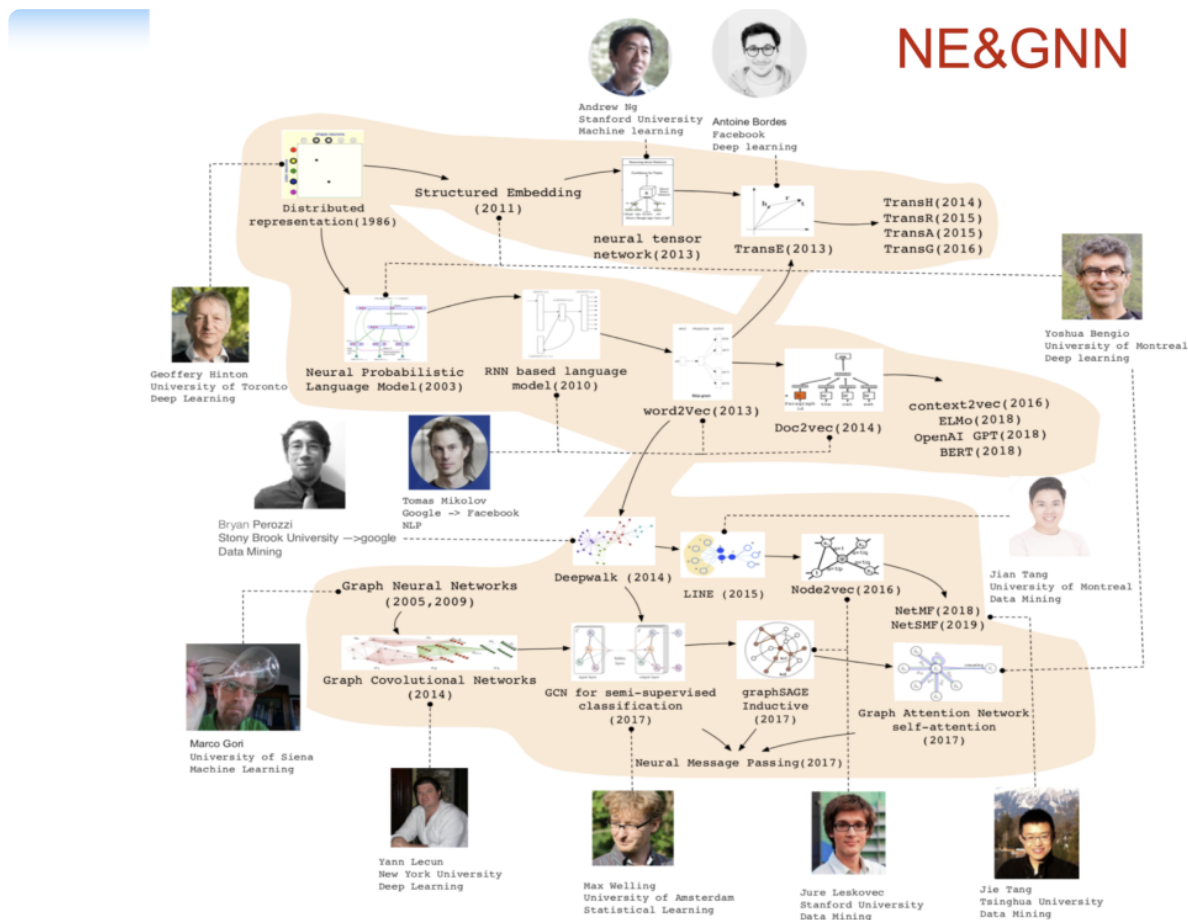 NE&GNN
Andrew Ng
Stanford University
Machine learning
Antoine Bordes
Facebook
Deep learning
Distributed
representation(1986)
Structured Embedding
(2011)
neural tensor
network(2013)
TransE(2013)
TransH(2014)
TransR(2015)
TransA(2015)
TransG(2016)
Geoffery Hinton
University of Toronto
Deep Learning
Neural Probabilistic
Language Model(2003)
RNN based language
model(2010)
word2Vec(2013)
Doc2vec(2014)
context2vec(2016)
ELMo(2018)
OpenAI GPT(2018)
BERT(2018)
Yoshua Bengio
University of Montreal
Deep learning
Bryan Perozzi
Stony Brook University —>google
Data Mining
Tomas Mikolov
Google -> Facebook
NLP
Deepwalk (2014)
LINE (2015)
Node2vec(2016)
NetMF(2018)
NetSMF(2019)
Jian Tang
University of Montreal
Data Mining
Graph Neural Networks
(2005,2009)
Graph Covolutional Networks
(2014)
GCN for semi-supervised
classification
(2017)
graphSAGE
Inductive
(2017)
Graph Attention Network
self-attention
(2017)
Neural Message Passing(2017)
Marco Gori
University of Siena
Machine Learning
Yann Lecun
New York University
Deep Learning
Max Welling
University of Amsterdam
Statistical Learning
Jure Leskovec
Stanford University
Data Mining
Jie Tang
Tsinghua University
Data Mining